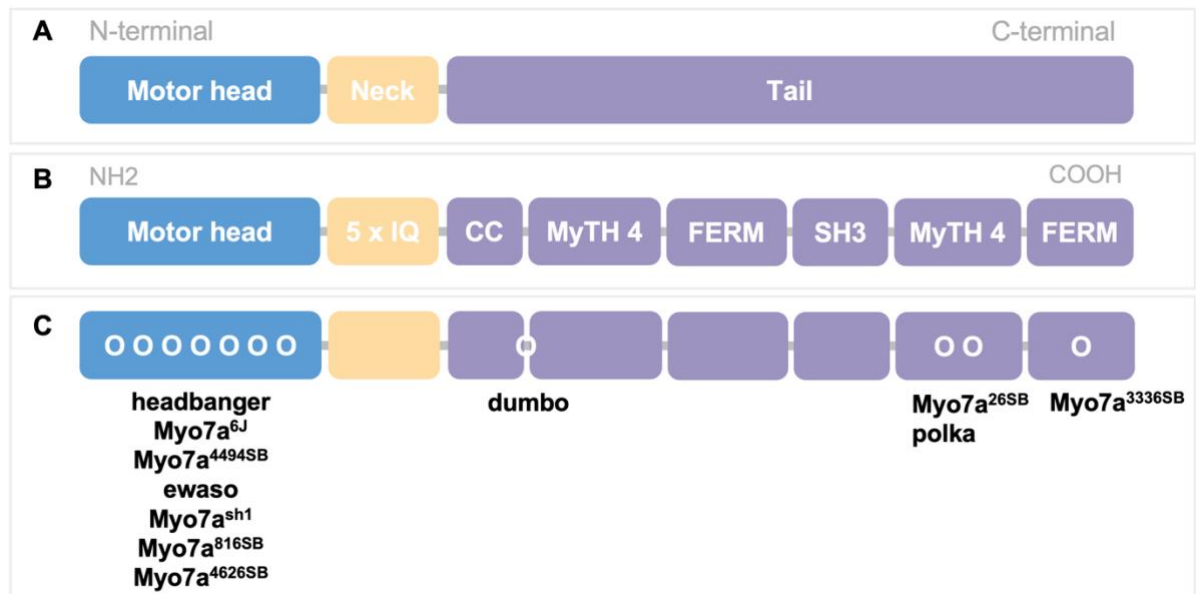 A N-terminal C-terminal
Motor head Neck Tail
B NH2 COOH
Motor head 5 x IQ CC MyTH 4 FERM SH3 MyTH 4 FERM
C
O O O O O O O O O O O
headbanger dumbo Myo7a26SB Myo7a3336SB
Myo7a6J polka
Myo7a4494SB
ewaso
Myo7ash1
Myo7a816SB
Myo7a4626SB